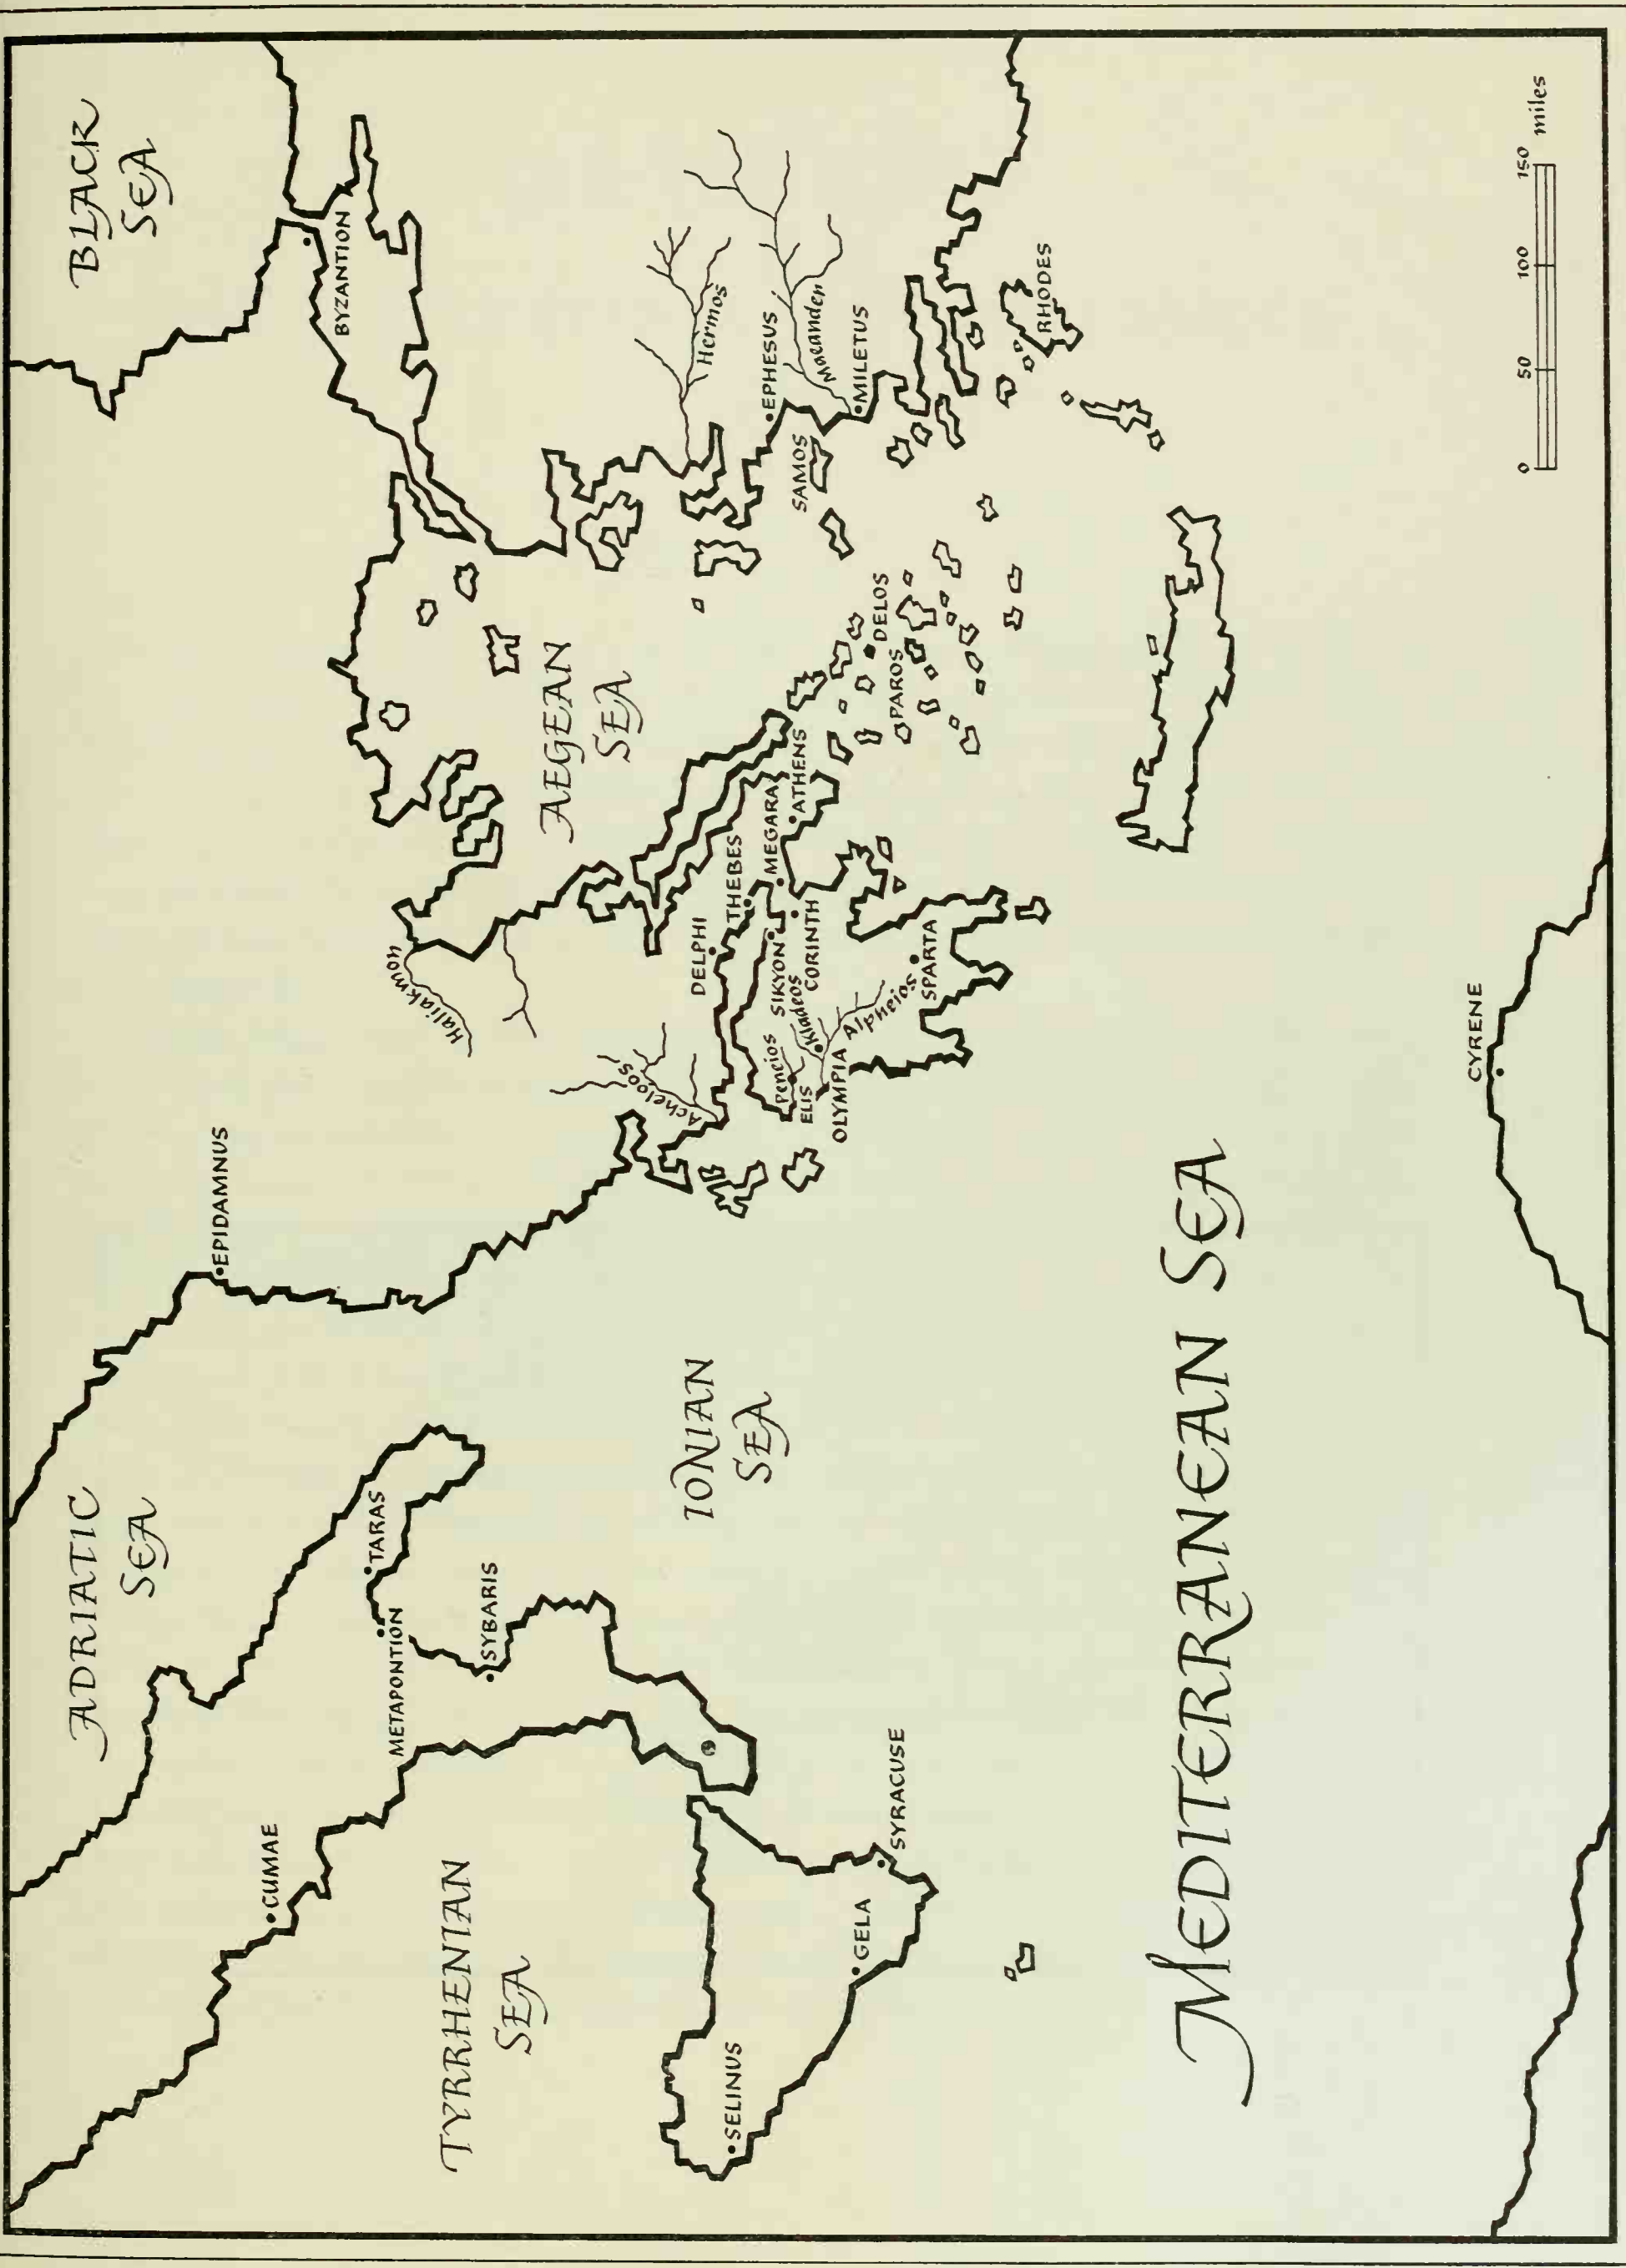 BLACK
SEA
ADRIATIC
SEA
TYRRHENIAN
SEA
IONIAN
SEA
AEGEAN
SEA
MEDITERRANEAN SEA
CUMAE
METAPONTION
TARAS
SYBARIS
SELINUS
GELA
SYRACUSE
EPIDAMNUS
BYZANTION
Haliakmon
Acheloos
DELPHI
THEBES
MEGARA
ATHENS
SIKYON
CORINTH
Peneios
Kladeos
ELIS
OLYMPIA
Alpheios
SPARTA
Hermos
EPHESUS
Maeander
SAMOS
MILETUS
DELOS
PAROS
RHODES
CYRENE
0 50 100 150 miles